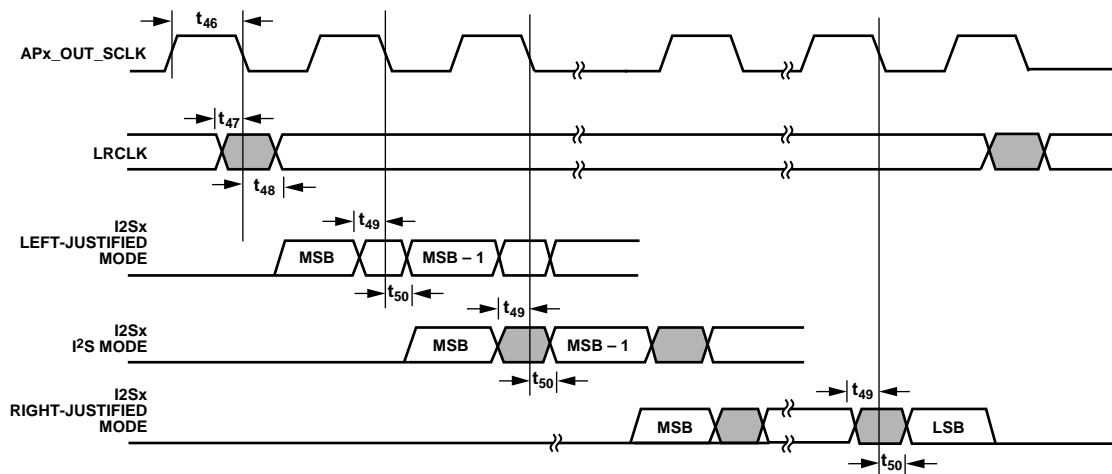 t46
APx_OUT_SCLK
t47
LRCLK
t48
I2Sx
LEFT-JUSTIFIED
MODE
t49
MSB
MSB – 1
t50
t49
I2Sx
I2S MODE
MSB
MSB – 1
t50
t49
I2Sx
RIGHT-JUSTIFIED
MODE
MSB
LSB
t50